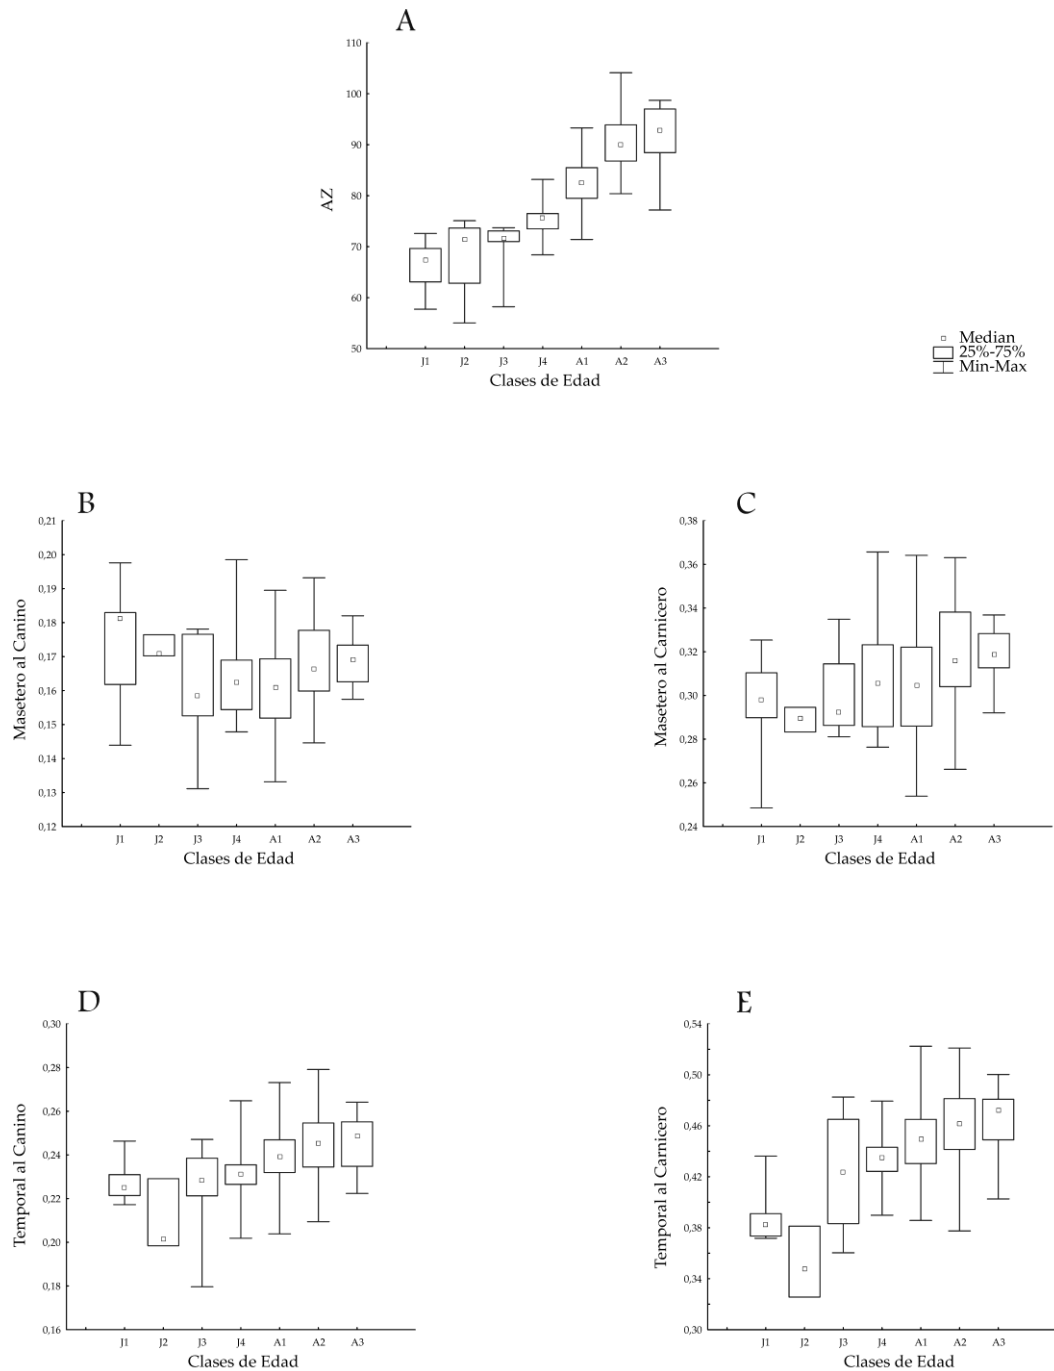 A
110
100
90
80
70
60
50
AZ
J1 J2 J3 J4 A1 A2 A3
Clases de Edad
Median
25%-75%
Min-Max
B
0,21
0,20
0,19
0,18
0,17
0,16
0,15
0,14
0,13
0,12
Masetero al Canino
J1 J2 J3 J4 A1 A2 A3
Clases de Edad
C
0,38
0,36
0,34
0,32
0,30
0,28
0,26
0,24
Masetero al Carnicero
J1 J2 J3 J4 A1 A2 A3
Clases de Edad
D
0,30
0,28
0,26
0,24
0,22
0,20
0,18
0,16
Temporal al Canino
J1 J2 J3 J4 A1 A2 A3
Clases de Edad
E
0,54
0,50
0,46
0,42
0,38
0,34
0,30
Temporal al Carnicero
J1 J2 J3 J4 A1 A2 A3
Clases de Edad